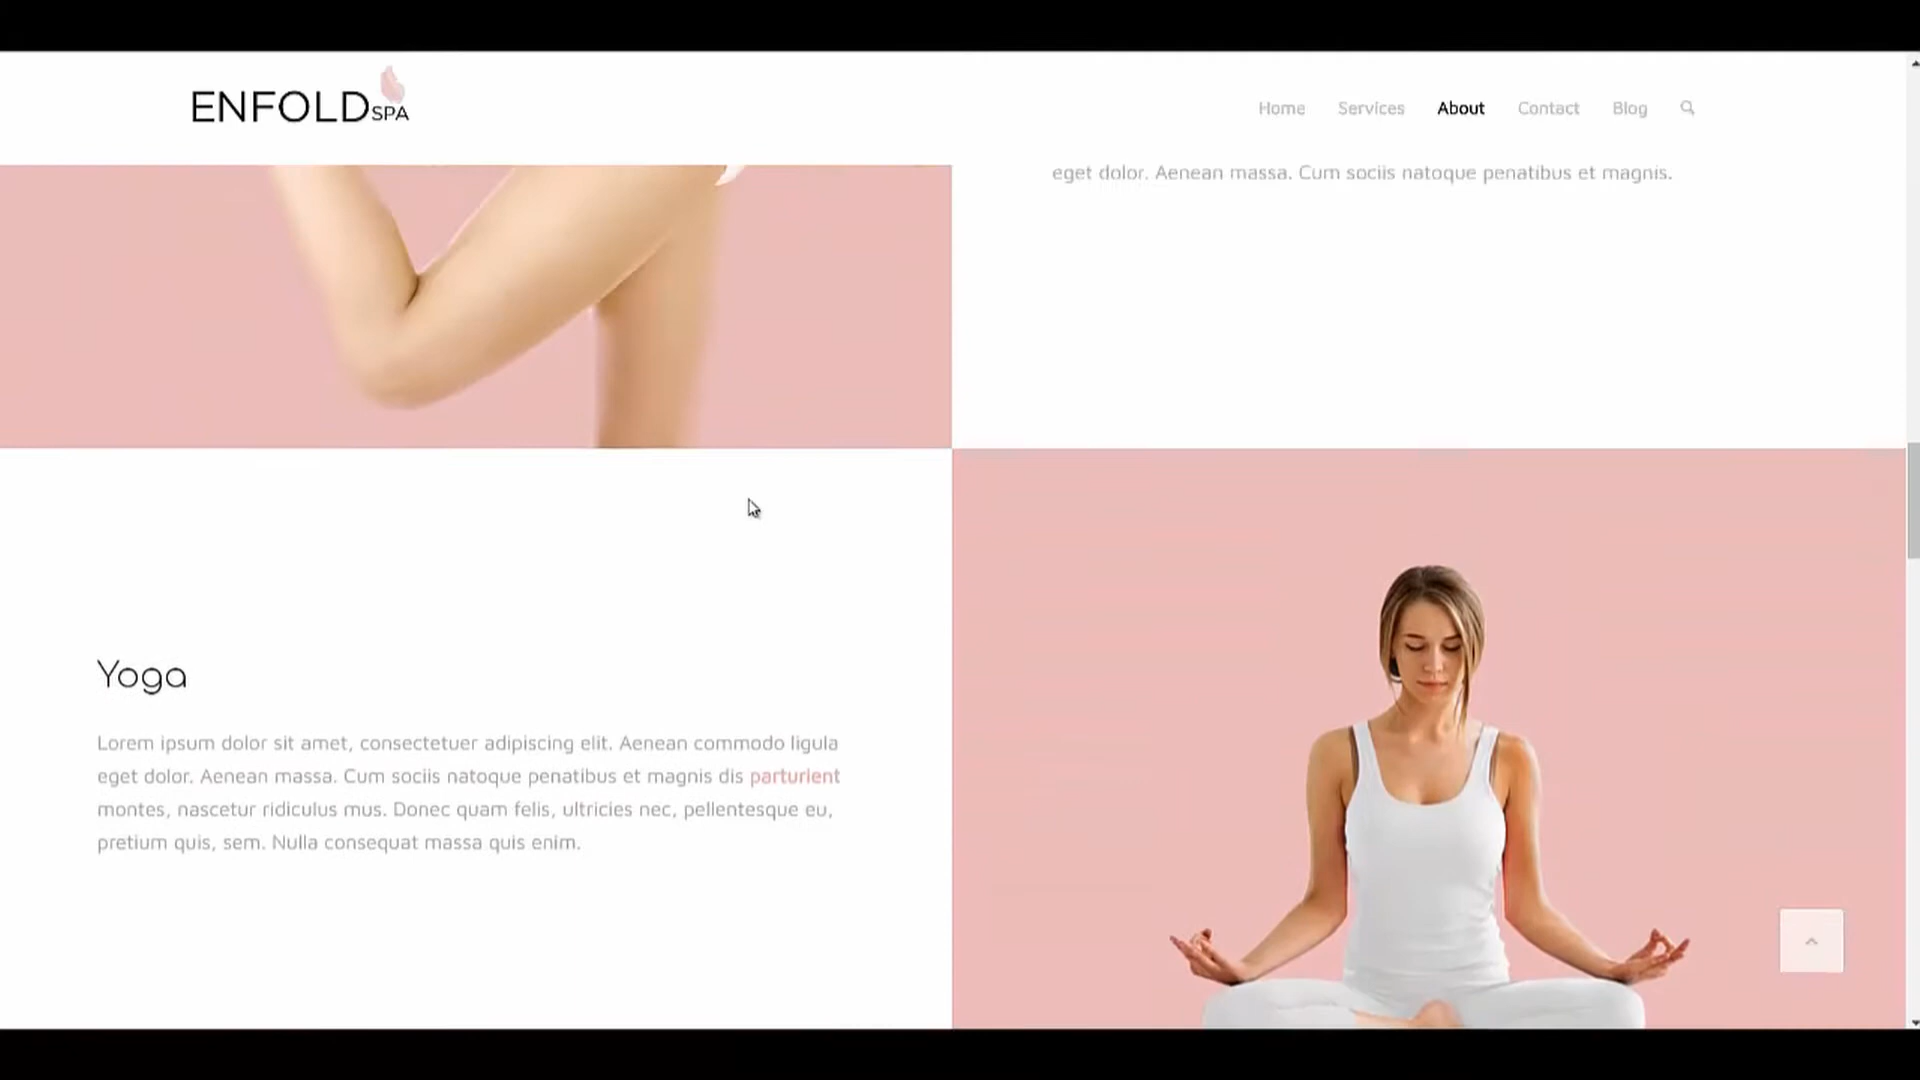 ENFOLD SPA
Home Services About Contact Blog
eget dolor. Aenean massa. Cum sociis natoque penatibus et magnis.
Yoga
Lorem ipsum dolor sit amet, consectetuer adipiscing elit. Aenean commodo ligula
eget dolor. Aenean massa. Cum sociis natoque penatibus et magnis dis parturient
montes, nascetur ridiculus mus. Donec quam felis, ultricies nec, pellentesque eu,
pretium quis, sem. Nulla consequat massa quis enim.